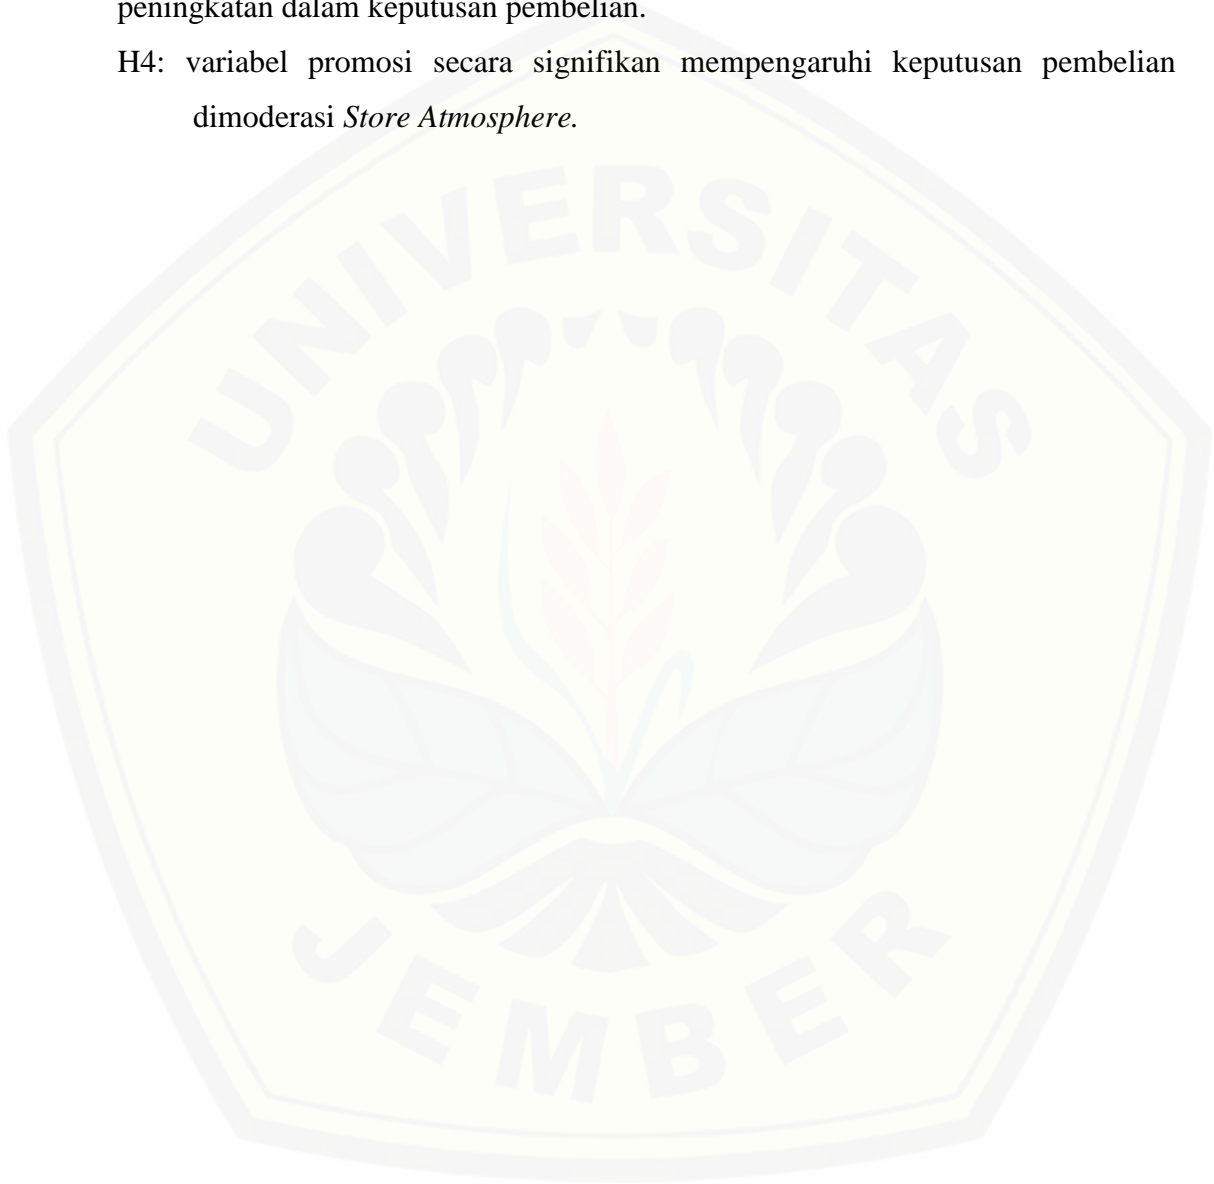 peningkatan dalam keputusan pembelian.
H4: variabel promosi secara signifikan mempengaruhi keputusan pembelian
dimoderasi Store Atmosphere.
UNIVERSITAS
JEMBER